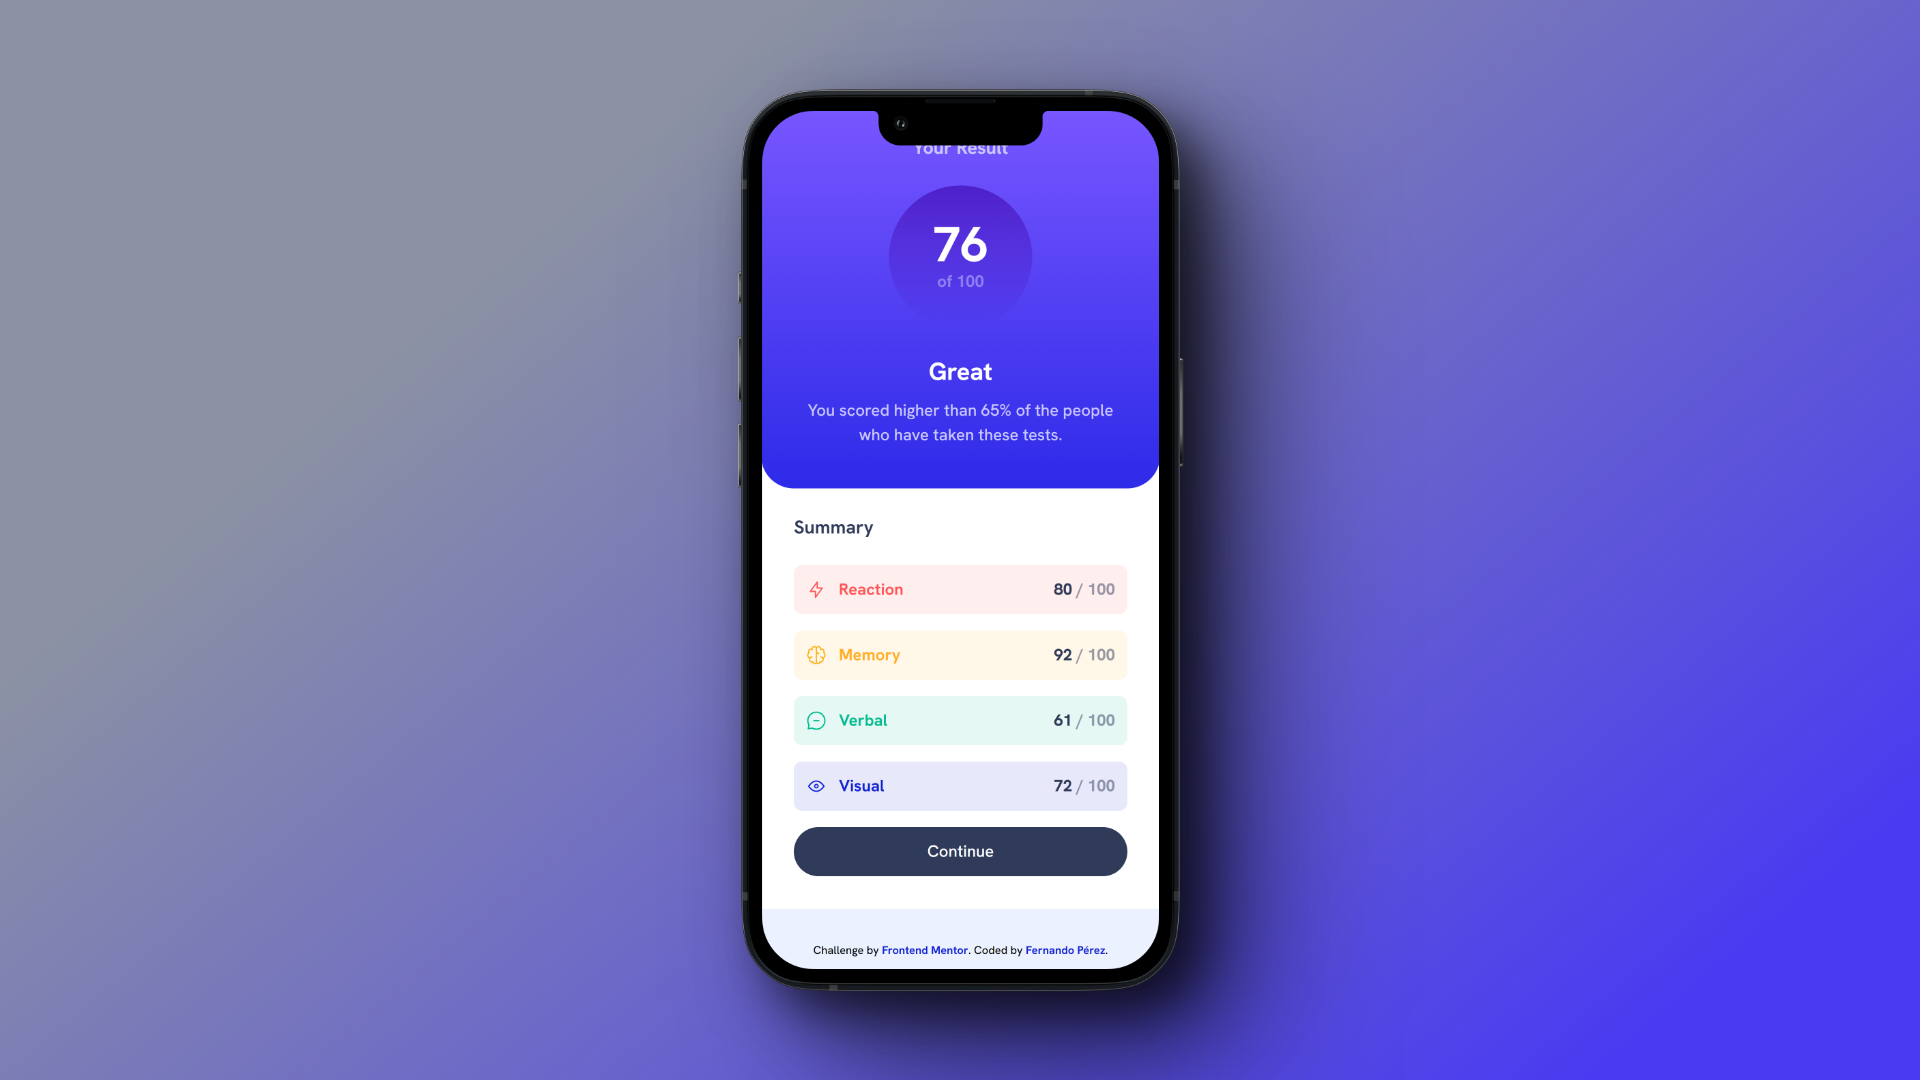 Your Result
76
of 100
Great
You scored higher than 65% of the people
who have taken these tests.
Summary
Reaction 80 / 100
Memory 92 / 100
Verbal 61 / 100
Visual 72 / 100
Continue
Challenge by Frontend Mentor. Coded by Fernando Pérez.